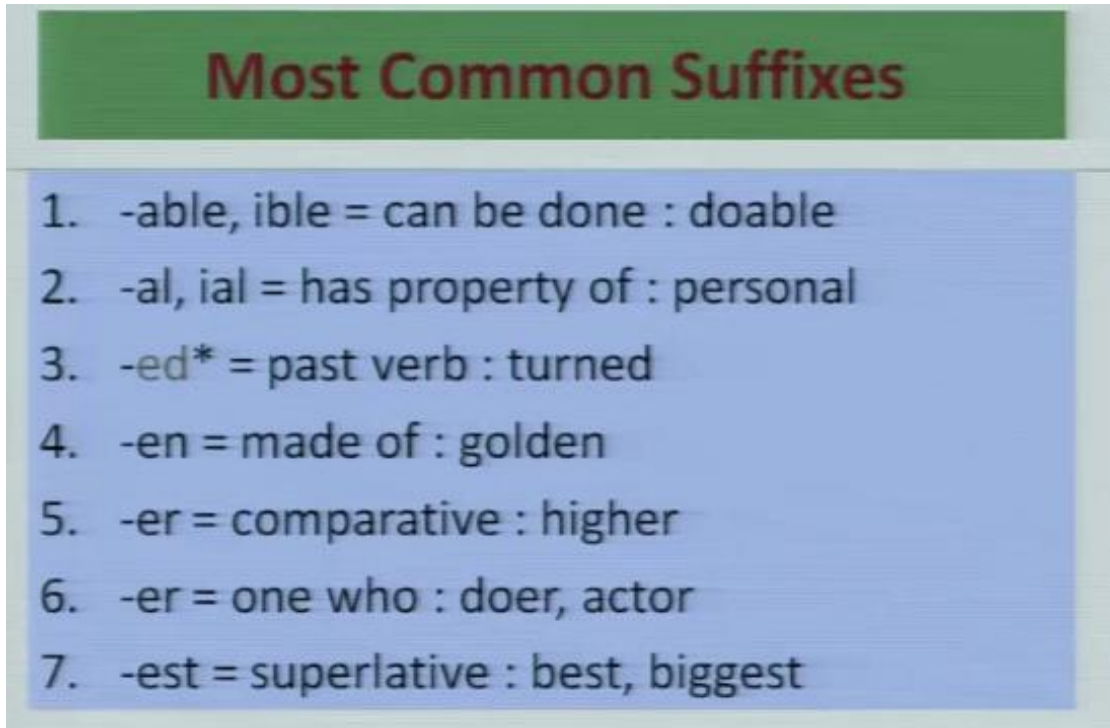 Most Common Suffixes
1. -able, ible = can be done : doable
2. -al, ial = has property of : personal
3. -ed* = past verb : turned
4. -en = made of : golden
5. -er = comparative : higher
6. -er = one who : doer, actor
7. -est = superlative : best, biggest